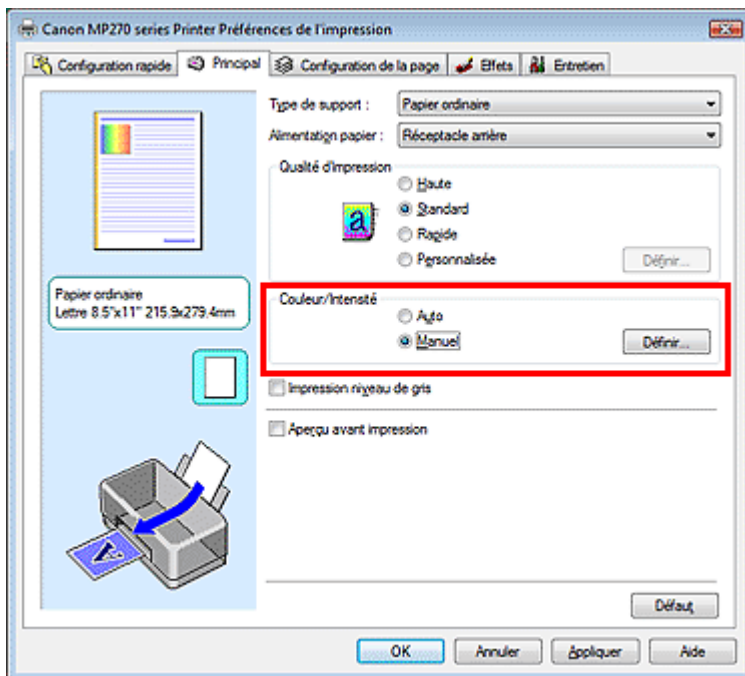 Canon MP270 series Printer Préférences de l'impression
Configuration rapide Principal Configuration de la page Effets Entretien
Type de support : Papier ordinaire
Alimentation papier : Réceptacle arrière
Qualité d'impression
Haute
a Standard
Rapide
Personnalisée Définir...
Papier ordinaire
Lettre 8.5"x11" 215.9x279.4mm
Couleur/Intensité
Auto
Manuel Définir...
Impression niveau de gris
Aperçu avant impression
A
Défaut
OK Annuler Appliquer Aide